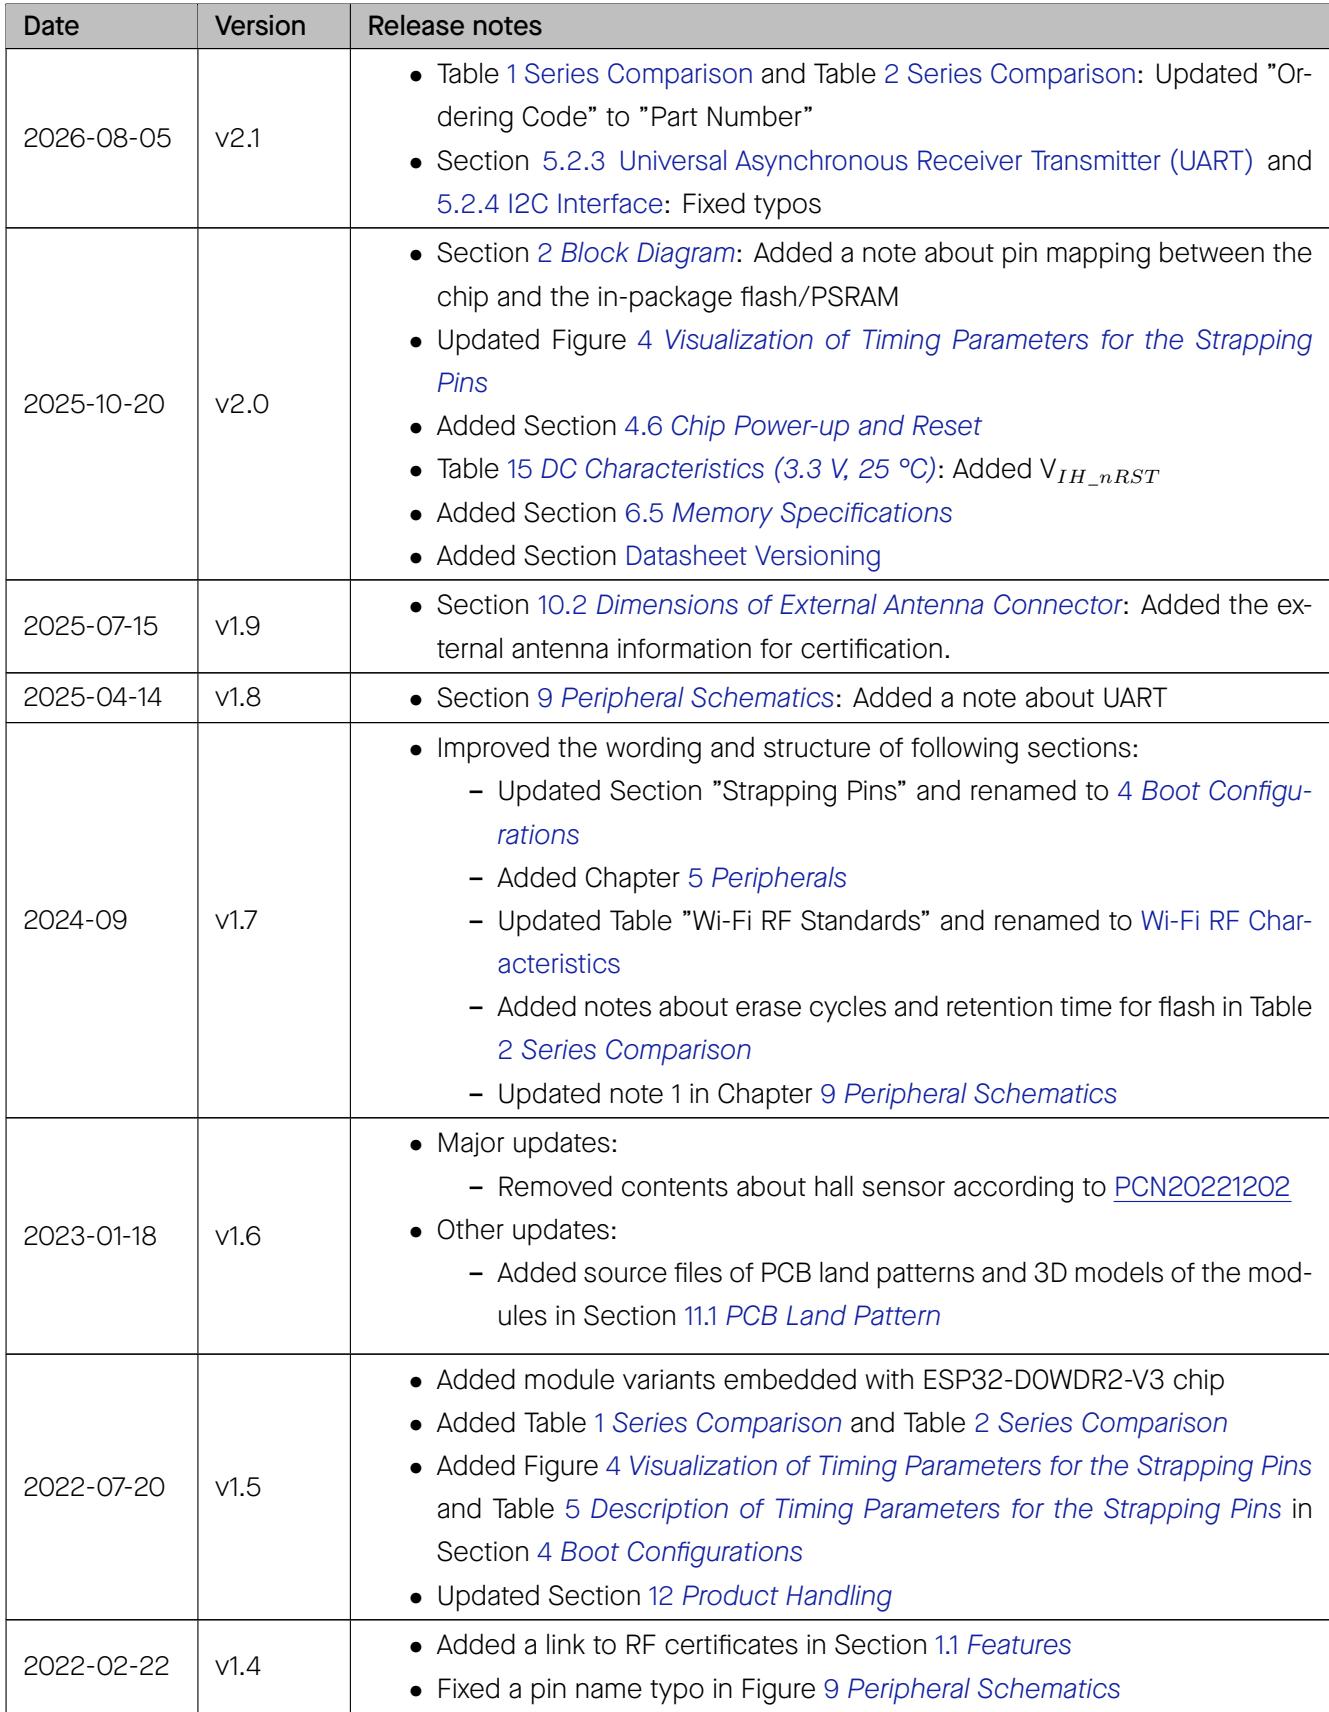 Date Version Release notes
2026-08-05 v2.1
• Table 1 Series Comparison and Table 2 Series Comparison: Updated ”Or-
dering Code” to ”Part Number”
• Section 5.2.3 Universal Asynchronous Receiver Transmitter (UART) and
5.2.4 I2C Interface: Fixed typos
2025-10-20 v2.0
• Section 2 Block Diagram: Added a note about pin mapping between the
chip and the in-package flash/PSRAM
• Updated Figure 4 Visualization of Timing Parameters for the Strapping
Pins
• Added Section 4.6 Chip Power-up and Reset
• Table 15 DC Characteristics (3.3 V, 25 °C): Added V_IH_nRST
• Added Section 6.5 Memory Specifications
• Added Section Datasheet Versioning
2025-07-15 v1.9
• Section 10.2 Dimensions of External Antenna Connector: Added the ex-
ternal antenna information for certification.
2025-04-14 v1.8
• Section 9 Peripheral Schematics: Added a note about UART
2024-09 v1.7
• Improved the wording and structure of following sections:
– Updated Section ”Strapping Pins” and renamed to 4 Boot Configu-
rations
– Added Chapter 5 Peripherals
– Updated Table ”Wi-Fi RF Standards” and renamed to Wi-Fi RF Char-
acteristics
– Added notes about erase cycles and retention time for flash in Table
2 Series Comparison
– Updated note 1 in Chapter 9 Peripheral Schematics
2023-01-18 v1.6
• Major updates:
– Removed contents about hall sensor according to PCN20221202
• Other updates:
– Added source files of PCB land patterns and 3D models of the mod-
ules in Section 11.1 PCB Land Pattern
2022-07-20 v1.5
• Added module variants embedded with ESP32-D0WDR2-V3 chip
• Added Table 1 Series Comparison and Table 2 Series Comparison
• Added Figure 4 Visualization of Timing Parameters for the Strapping Pins
and Table 5 Description of Timing Parameters for the Strapping Pins in
Section 4 Boot Configurations
• Updated Section 12 Product Handling
2022-02-22 v1.4
• Added a link to RF certificates in Section 1.1 Features
• Fixed a pin name typo in Figure 9 Peripheral Schematics